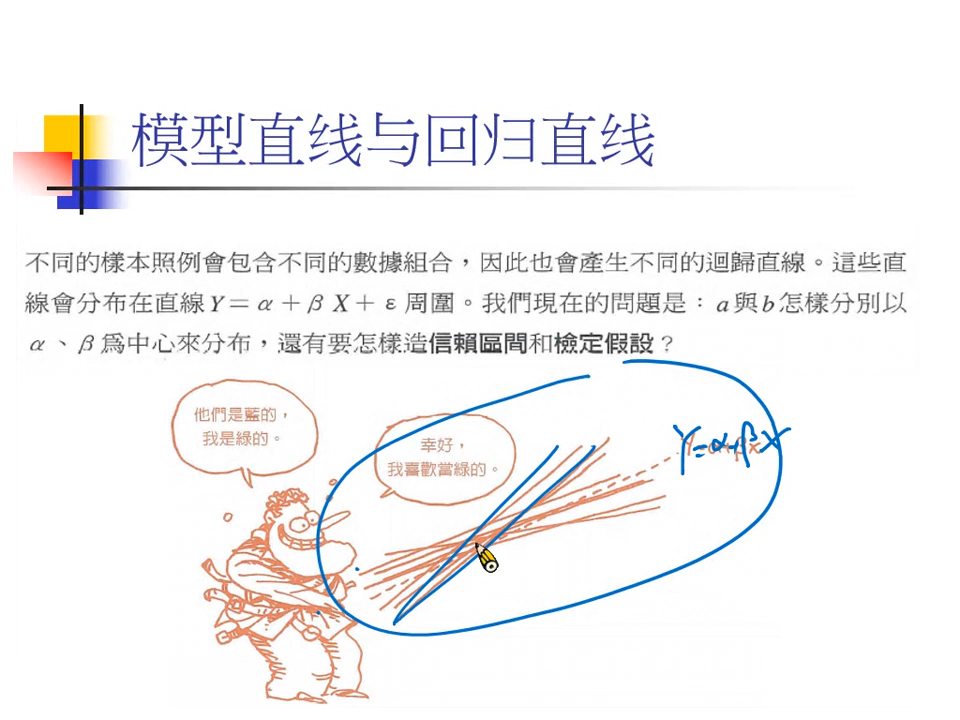 模型直线与回归直线
不同的樣本照例會包含不同的數據組合，因此也會產生不同的迴歸直線。這些直
線會分布在直線 Y = α + β X + ε 周圍。我們現在的問題是：a 與 b 怎樣分別以
α、β 爲中心來分布，還有要怎樣造信賴區間和檢定假設？
他們是藍的，
我是綠的。
幸好，
我喜歡當綠的。
Y=α+βX